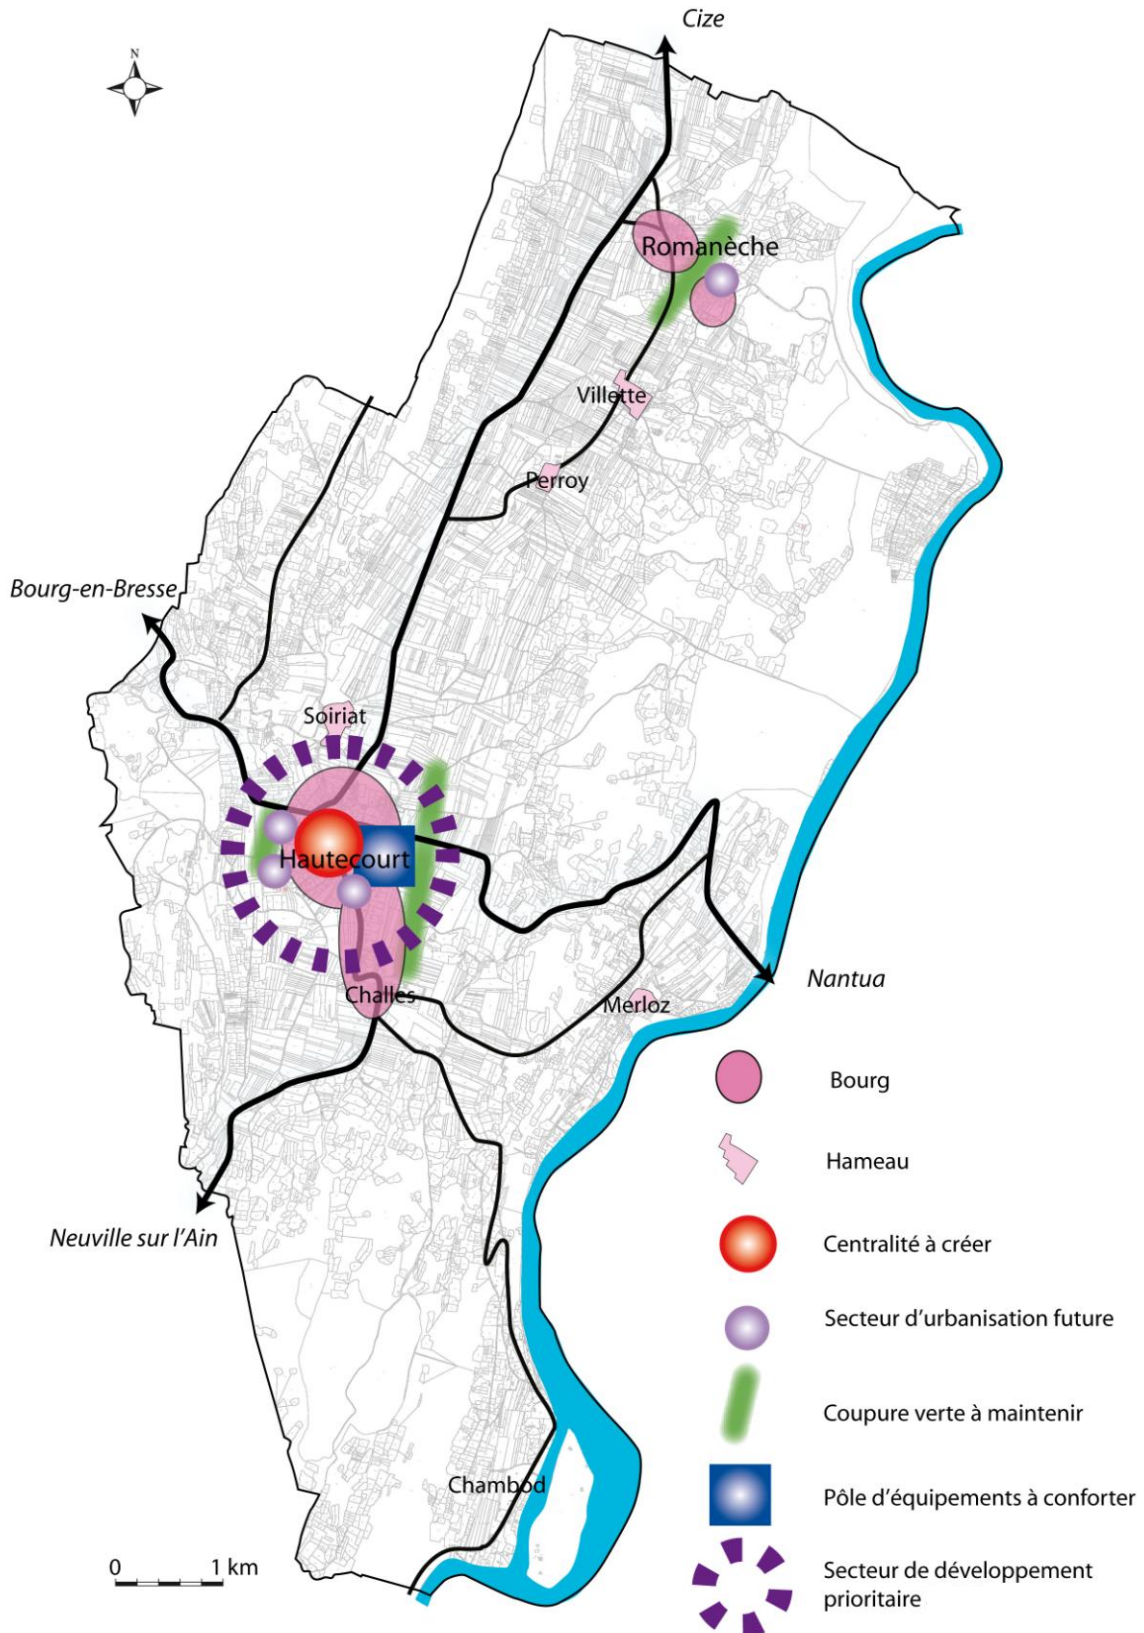 Cize
N
Romanèche
Villette
Perroy
Bourg-en-Bresse
Soiriat
Hautecourt
Challes
Merloz
Nantua
Bourg
Hameau
Neuville sur l'Ain
Centralité à créer
Secteur d'urbanisation future
Coupure verte à maintenir
Chambod
Pôle d'équipements à conforter
0 1 km
Secteur de développement
prioritaire